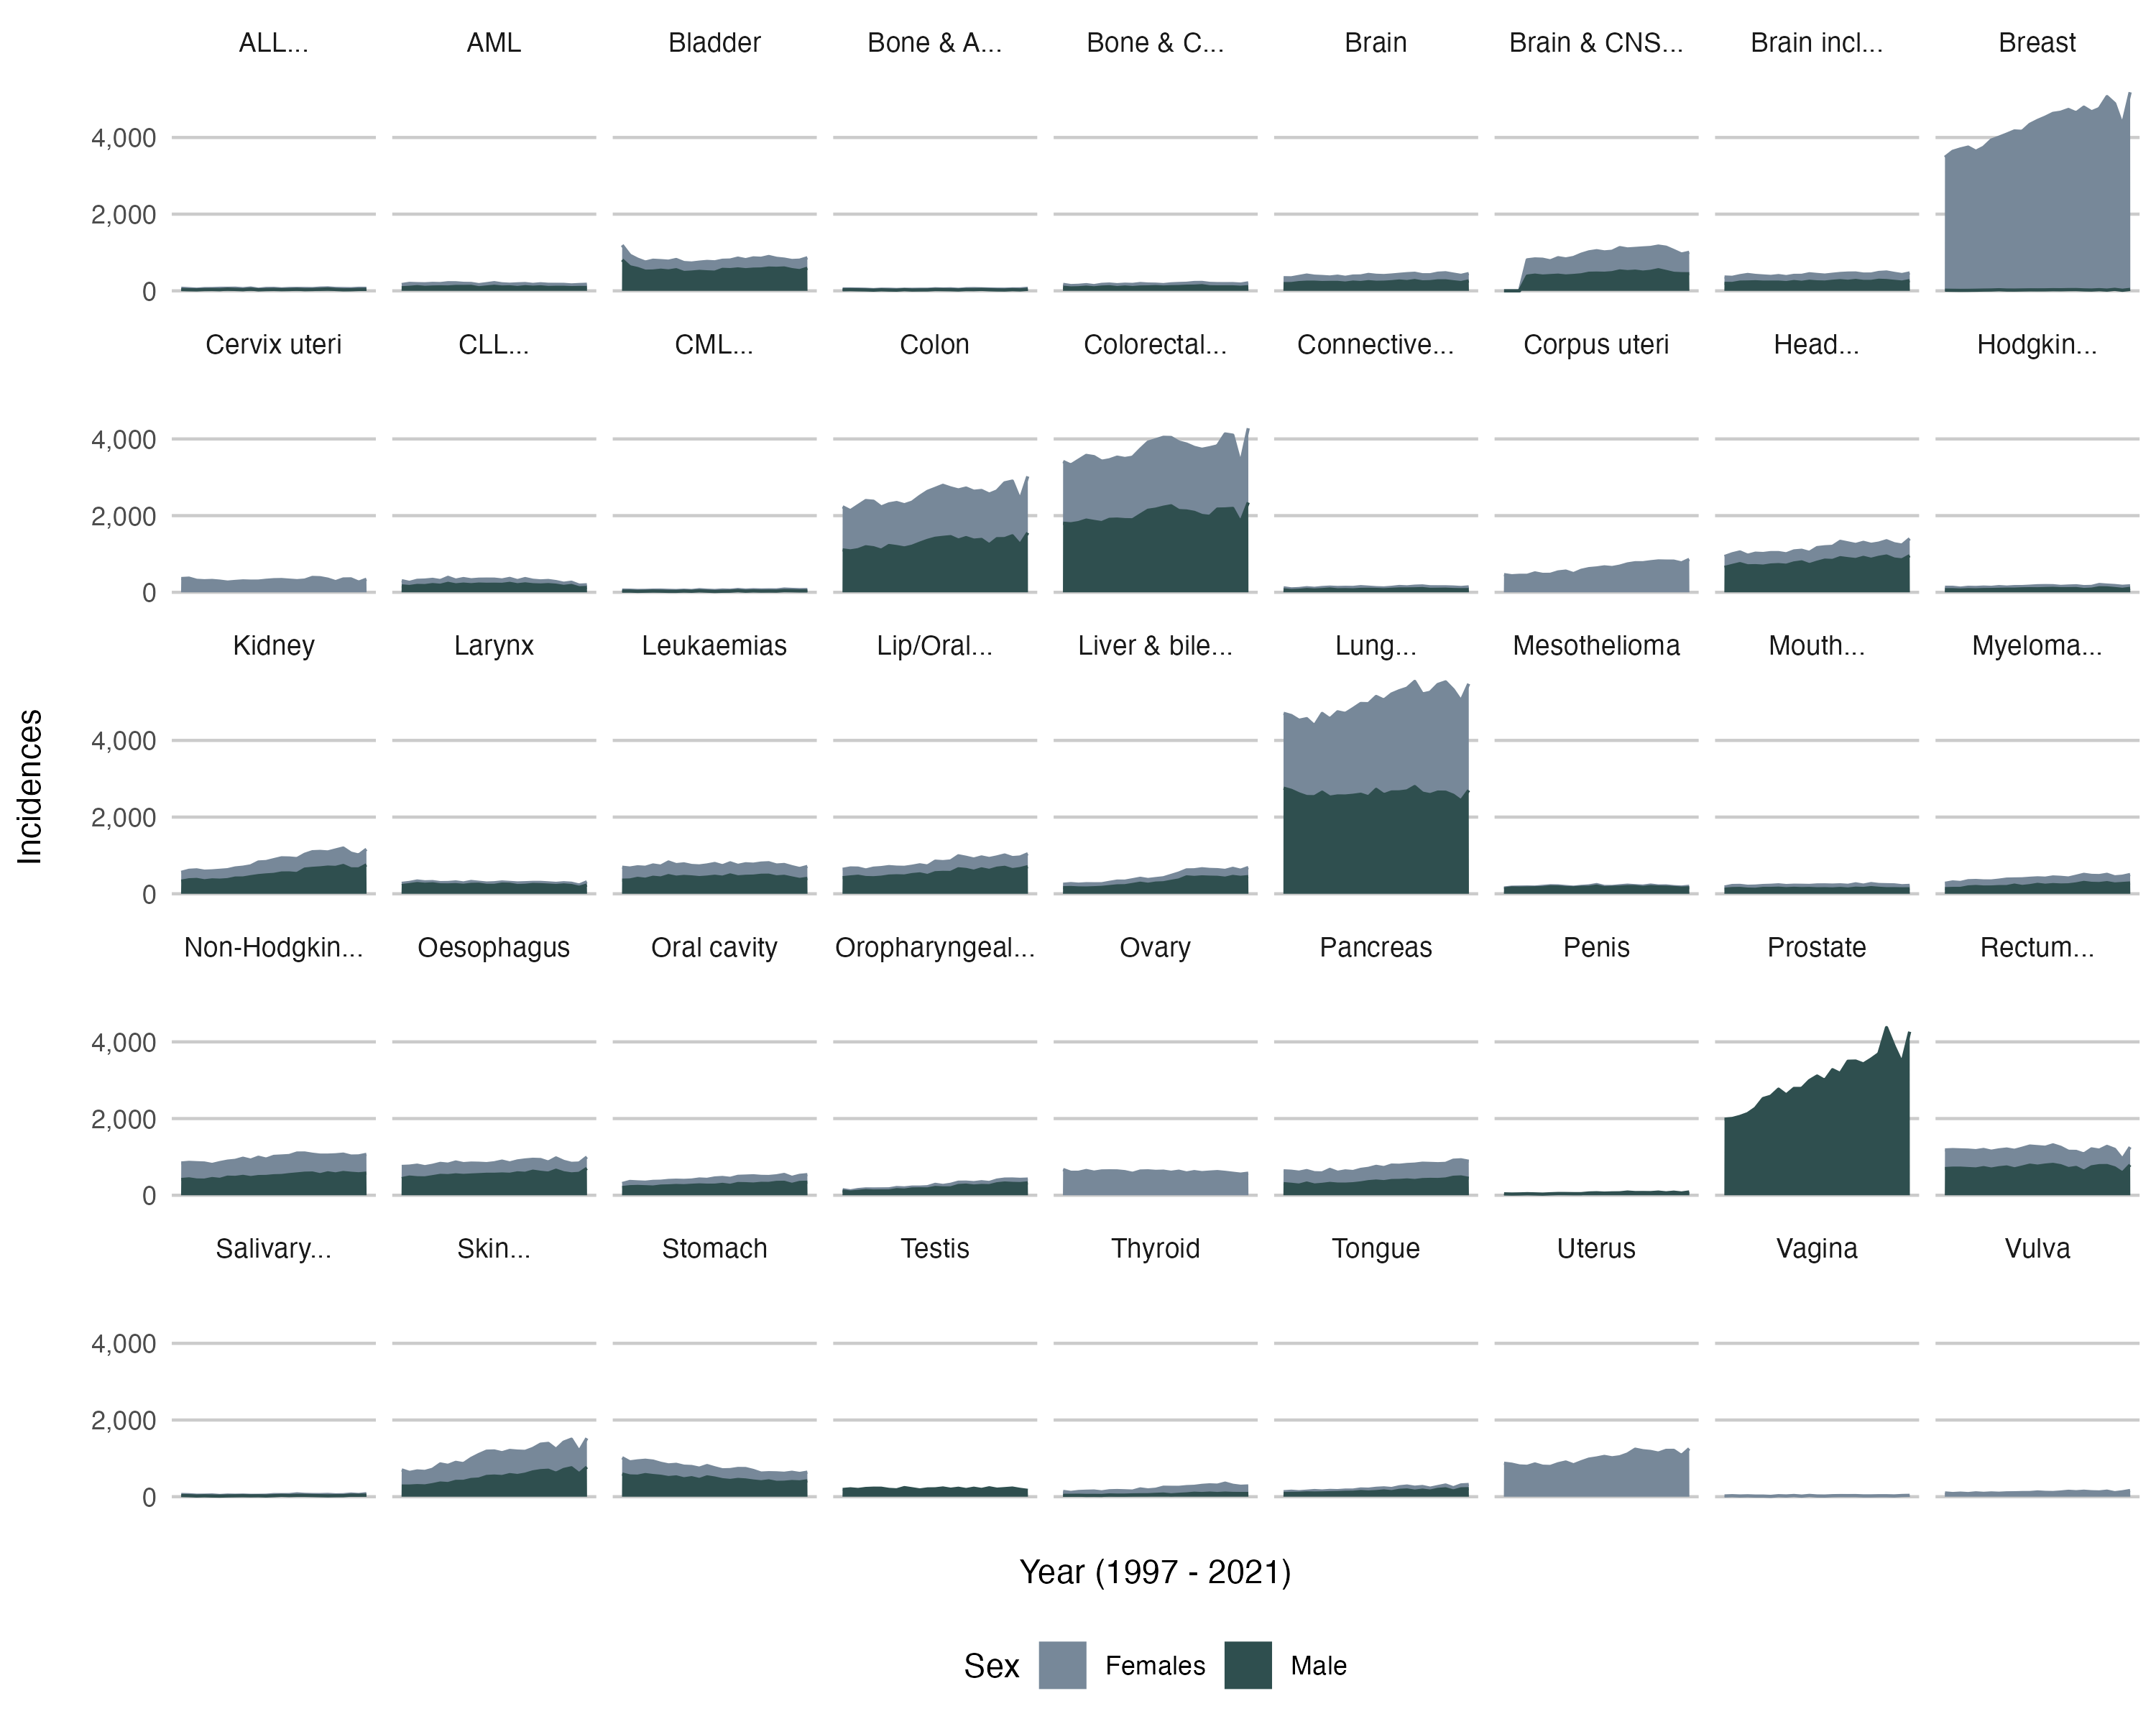 ALL... AML Bladder Bone & A... Bone & C... Brain Brain & CNS... Brain incl... Breast
4,000
2,000
0
Cervix uteri CLL... CML... Colon Colorectal... Connective... Corpus uteri Head... Hodgkin...
4,000
2,000
0
Kidney Larynx Leukaemias Lip/Oral... Liver & bile... Lung... Mesothelioma Mouth... Myeloma...
4,000
2,000
0
Non-Hodgkin... Oesophagus Oral cavity Oropharyngeal... Ovary Pancreas Penis Prostate Rectum...
4,000
2,000
0
Salivary... Skin... Stomach Testis Thyroid Tongue Uterus Vagina Vulva
4,000
2,000
0
Incidences
Year (1997 - 2021)
Sex Females Male